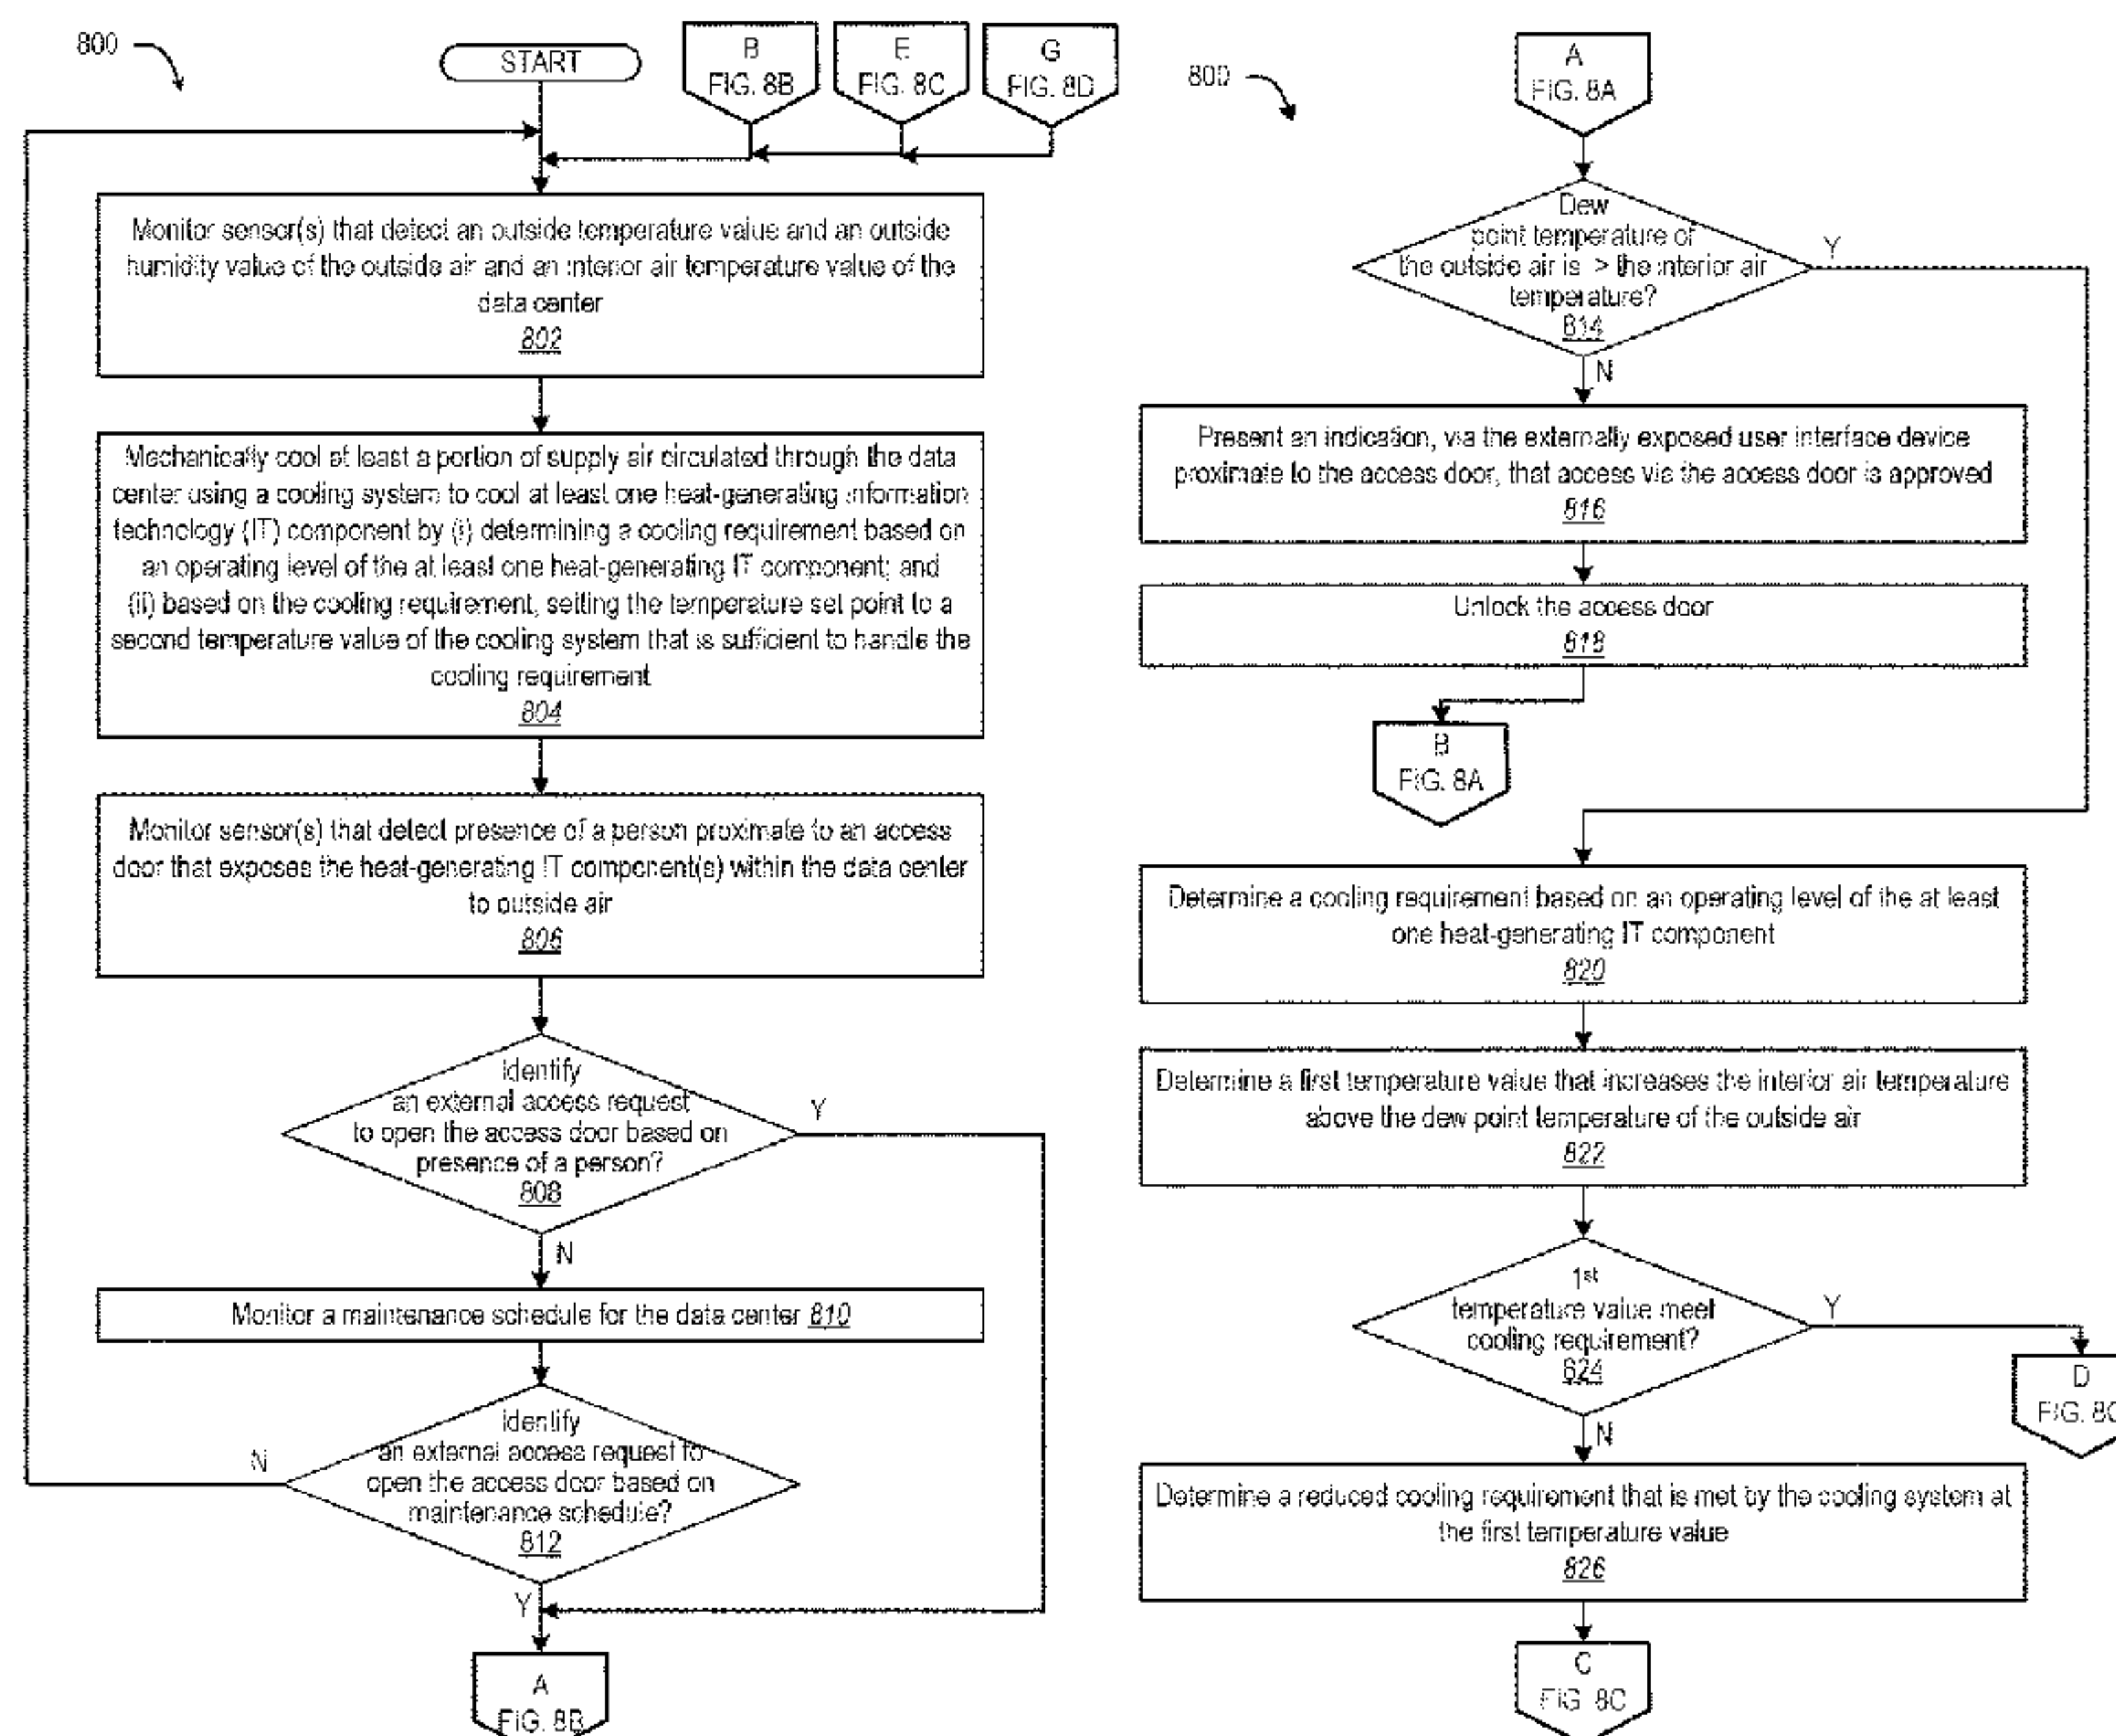 800
START
B
FIG. 8B
E
FIG. 8C
G
FIG. 8D
Monitor sensor(s) that detect an outside temperature value and an outside
humidity value of the outside air and an interior air temperature value of the
data center
802
Mechanically cool at least a portion of supply air circulated through the data
center using a cooling system to cool at least one heat-generating information
technology (IT) component by (i) determining a cooling requirement based on
an operating level of the at least one heat-generating IT component; and
(ii) based on the cooling requirement, setting the temperature set point to a
second temperature value of the cooling system that is sufficient to handle the
cooling requirement
804
Monitor sensor(s) that detect presence of a person proximate to an access
door that exposes the heat-generating IT component(s) within the data center
to outside air
806
Identify
an external access request
to open the access door based on
presence of a person?
808
Y
N
Monitor a maintenance schedule for the data center 810
Identify
an external access request to
open the access door based on
maintenance schedule?
812
N
Y
A
FIG. 8B
800
A
FIG. 8A
Dew
point temperature of
the outside air is > the interior air
temperature?
814
Y
N
Present an indication, via the externally exposed user interface device
proximate to the access door, that access via the access door is approved
816
Unlock the access door
818
B
FIG. 8A
Determine a cooling requirement based on an operating level of the at least
one heat-generating IT component
820
Determine a first temperature value that increases the interior air temperature
above the dew point temperature of the outside air
822
1st
temperature value meet
cooling requirement?
824
Y
N
D
FIG. 8C
Determine a reduced cooling requirement that is met by the cooling system at
the first temperature value
826
C
FIG. 8C